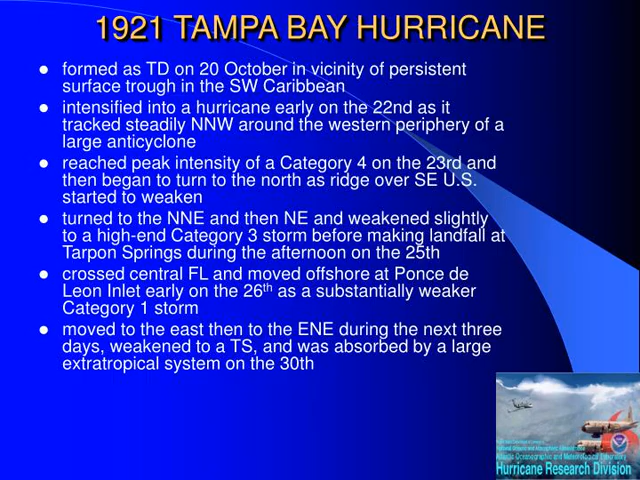 1921 TAMPA BAY HURRICANE
● formed as TD on 20 October in vicinity of persistent
surface trough in the SW Caribbean
● intensified into a hurricane early on the 22nd as it
tracked steadily NNW around the western periphery of a
large anticyclone
● reached peak intensity of a Category 4 on the 23rd and
then began to turn to the north as ridge over SE U.S.
started to weaken
● turned to the NNE and then NE and weakened slightly
to a high-end Category 3 storm before making landfall at
Tarpon Springs during the afternoon on the 25th
● crossed central FL and moved offshore at Ponce de
Leon Inlet early on the 26th as a substantially weaker
Category 1 storm
● moved to the east then to the ENE during the next three
days, weakened to a TS, and was absorbed by a large
extratropical system on the 30th
Atlantic Oceanographic and Meteorological Laboratory
Hurricane Research Division